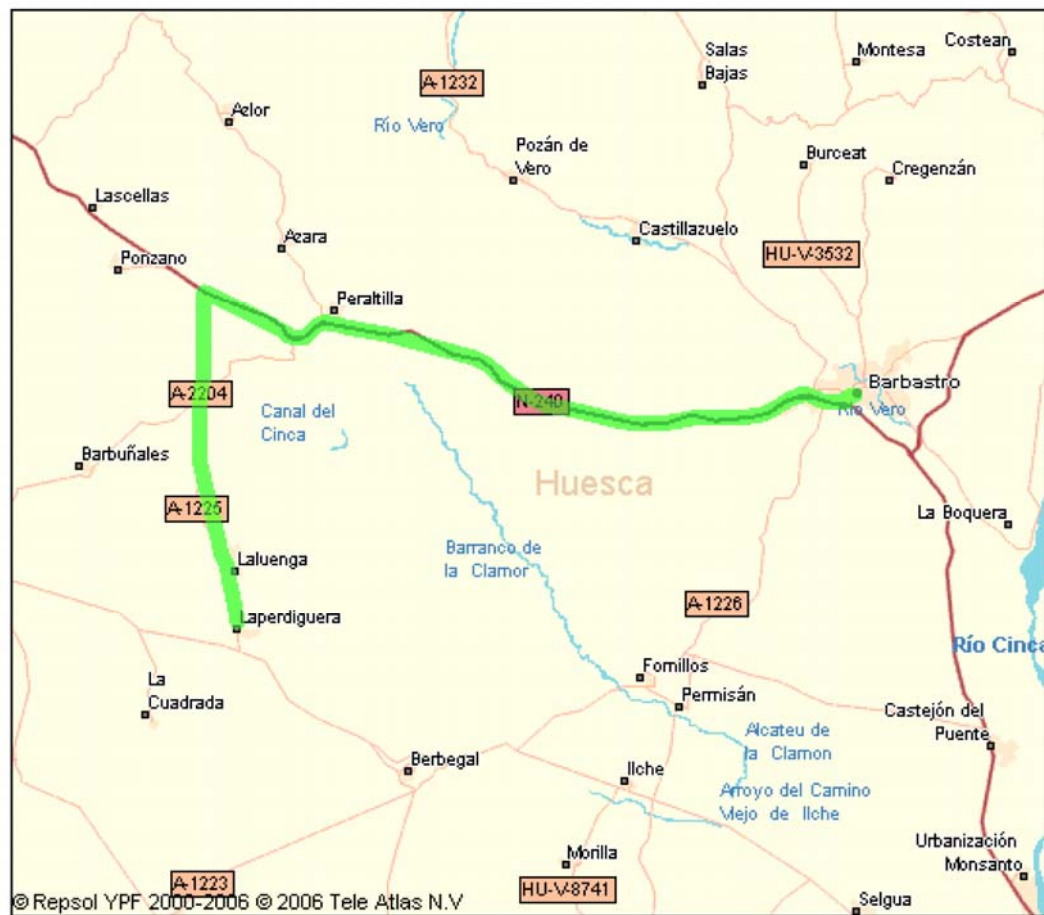 Costean
Salas
Bajas
Montesa
A-1232
Azlor
Río Vero
Pozán de
Vero
Burceat
Cregenzán
Lascellas
Castillazuelo
Azara
HU-V-3532
Ponzano
Peraltilla
Barbastro
A-2204
N-240
Río Vero
Canal del
Cinca
Barbuñales
Huesca
A-1225
La Boquera
Barranco de
la Clamor
Laluenga
A-1226
Laperdiguera
Río Cinca
Fornillos
La
Cuadrada
Permisán
Castejón del
Puente
Alcateu de
la Clamon
Berbegal
Ilche
Arroyo del Camino
Viejo de Ilche
Urbanización
Monsanto
Morilla
A-1223
HU-V-8741
© Repsol YPF 2000-2006 © 2006 Tele Atlas N.V
Selgua